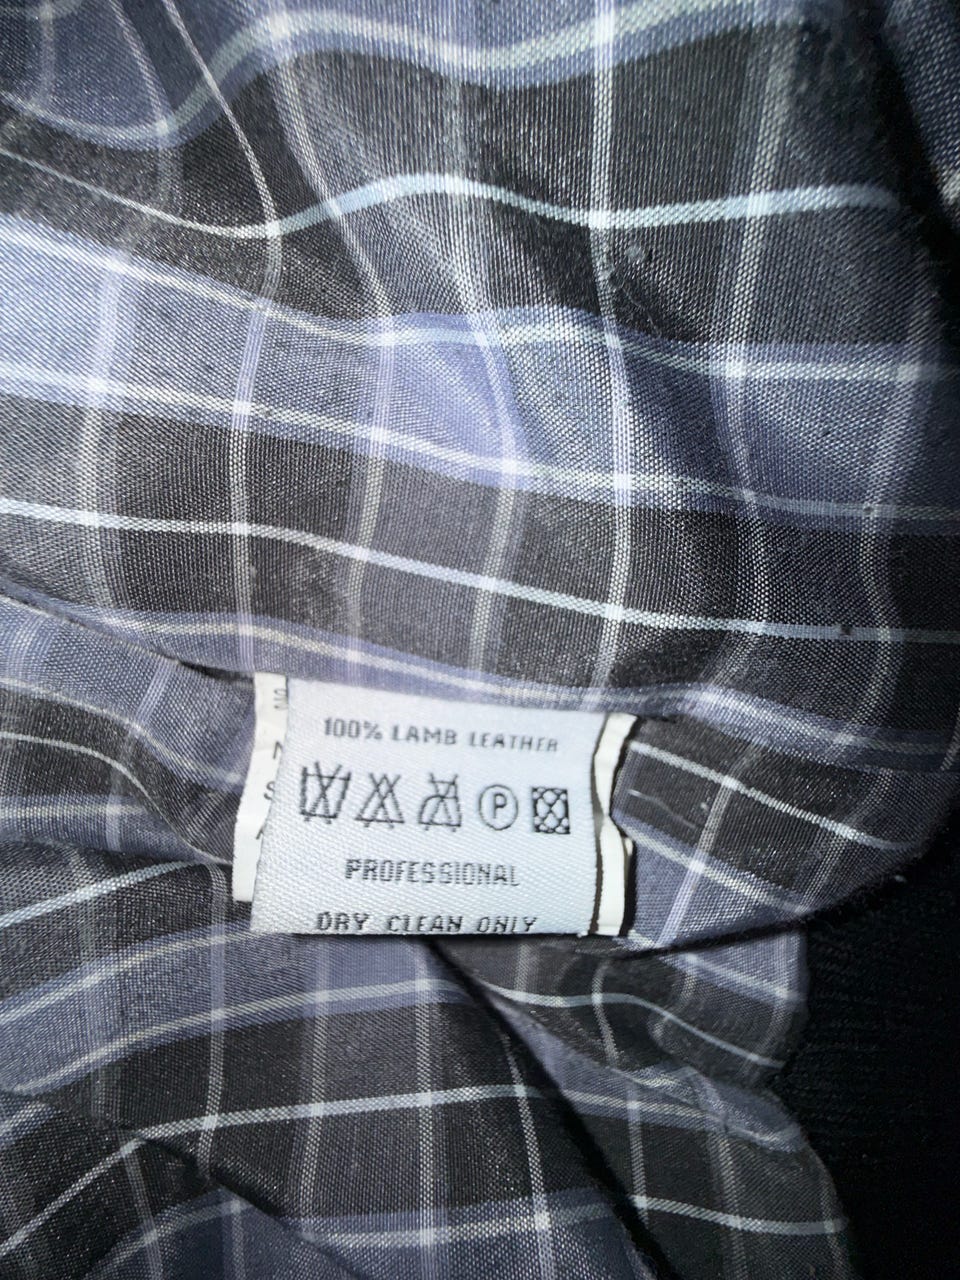 100% LAMB LEATHER
P
PROFESSIONAL
DRY CLEAN ONLY